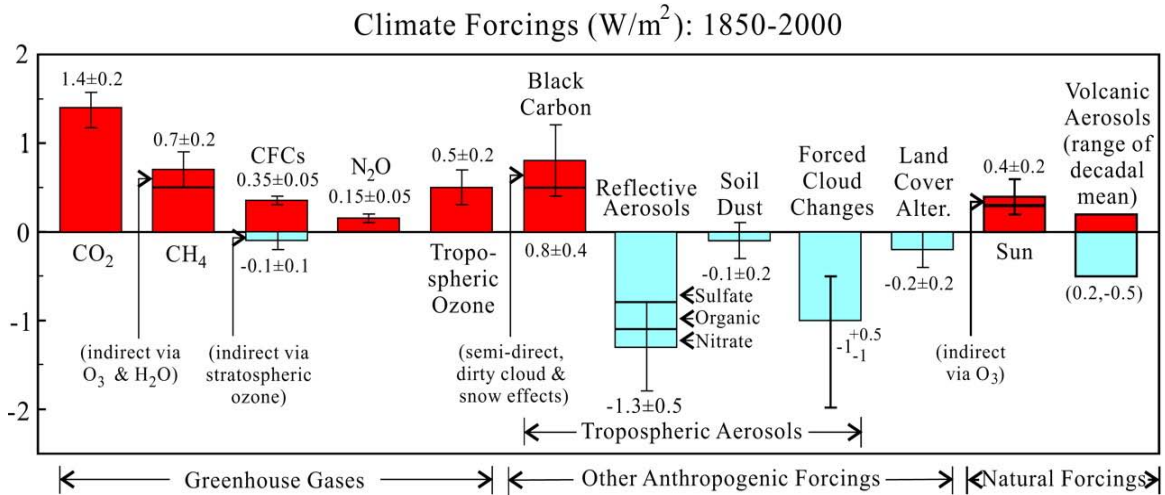 Climate Forcings (W/m²): 1850-2000
2
1
0
-1
-2
1.4±0.2
CO₂
0.7±0.2
CH₄
(indirect via
O₃ & H₂O)
CFCs
0.35±0.05
-0.1±0.1
(indirect via
stratospheric
ozone)
N₂O
0.15±0.05
0.5±0.2
Tropo-
spheric
Ozone
Black
Carbon
0.8±0.4
(semi-direct,
dirty cloud &
snow effects)
Reflective
Aerosols
Sulfate
Organic
Nitrate
-1.3±0.5
Soil
Dust
-0.1±0.2
Forced
Cloud
Changes
-1 +0.5 -1
Land
Cover
Alter.
-0.2±0.2
0.4±0.2
Sun
(indirect
via O₃)
Volcanic
Aerosols
(range of
decadal
mean)
(0.2,-0.5)
Tropospheric Aerosols
Greenhouse Gases
Other Anthropogenic Forcings
Natural Forcings